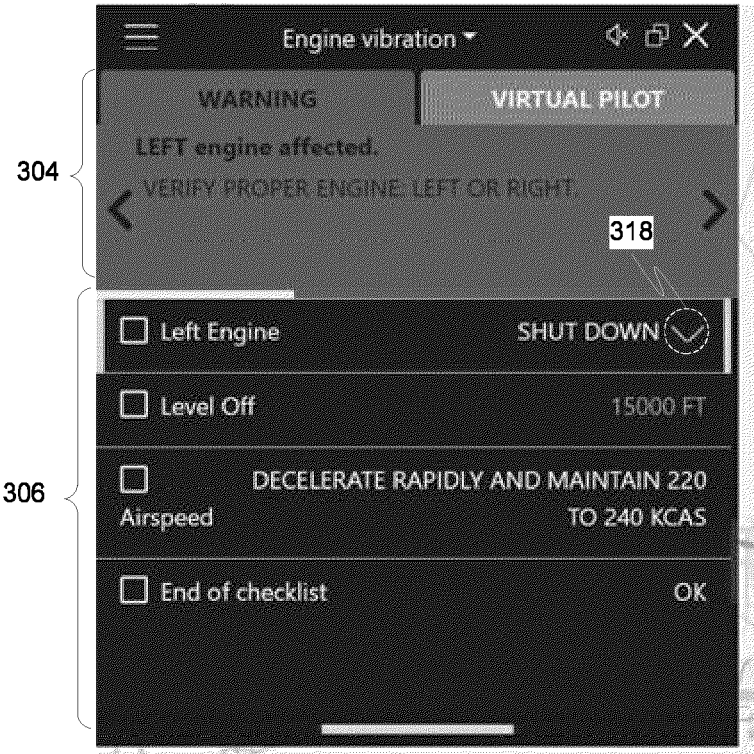 Engine vibration
WARNING
VIRTUAL PILOT
LEFT engine affected.
304
VERIFY PROPER ENGINE: LEFT OR RIGHT.
318
Left Engine SHUT DOWN
Level Off 15000 FT
306
DECELERATE RAPIDLY AND MAINTAIN 220
Airspeed TO 240 KCAS
End of checklist OK